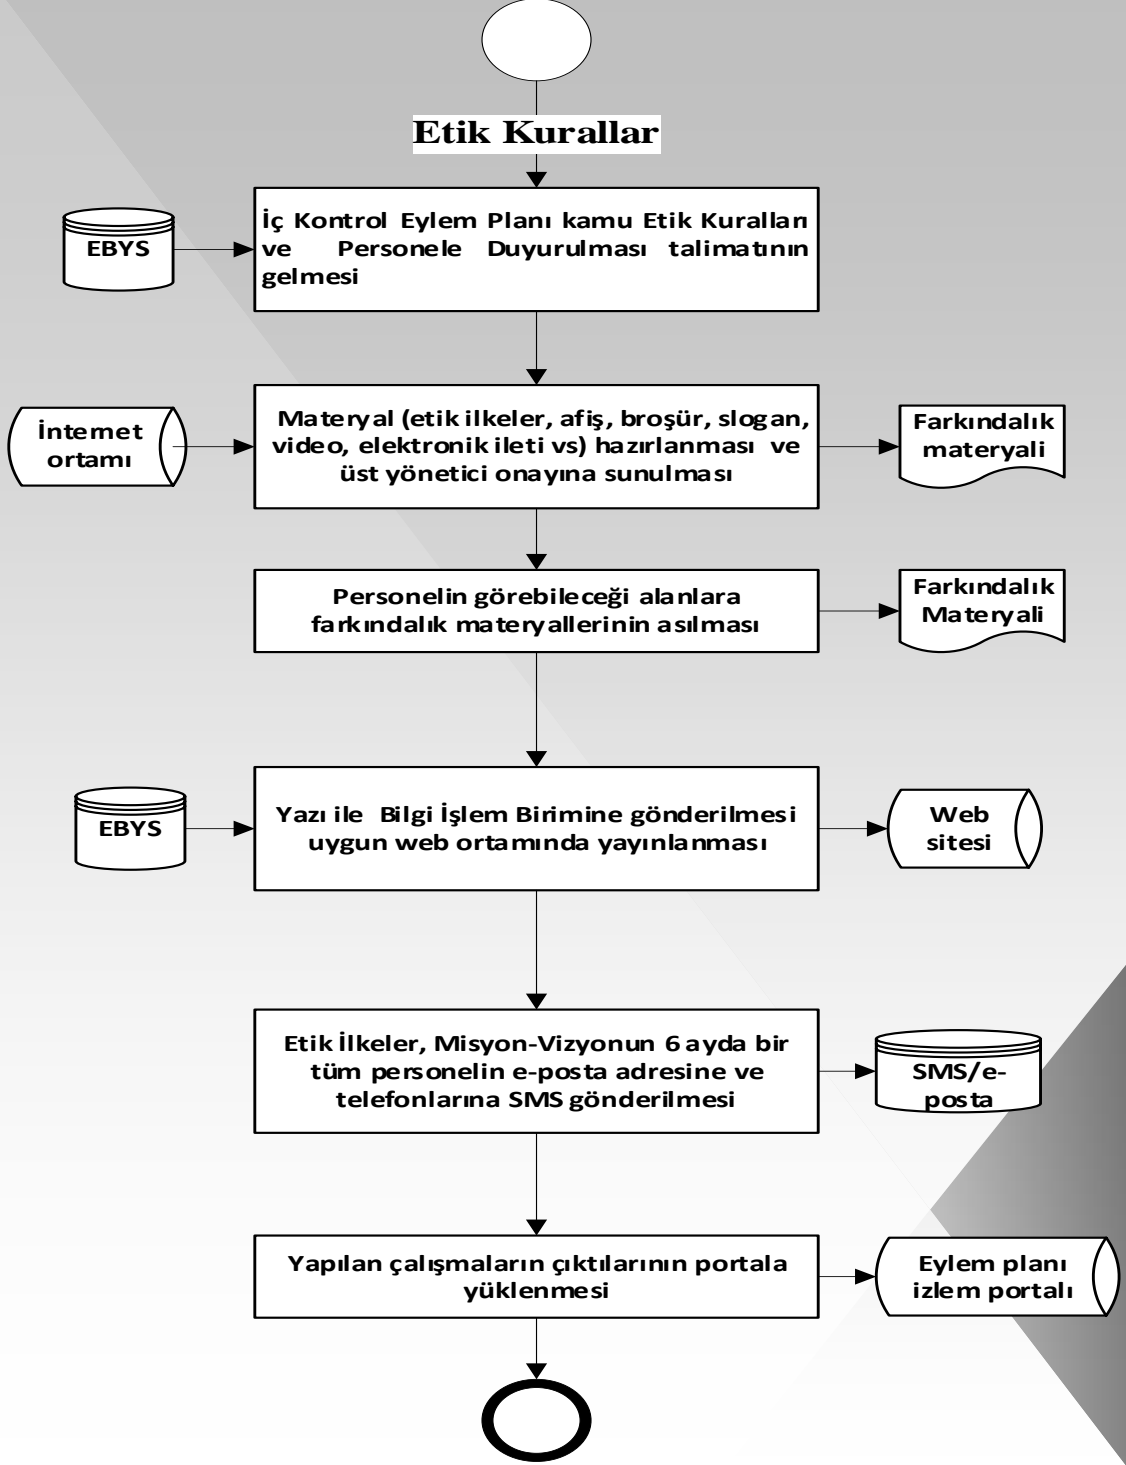 Etik Kurallar
EBYS
İç Kontrol Eylem Planı kamu Etik Kuralları
ve Personele Duyurulması talimatının
gelmesi
İnternet
ortamı
Materyal (etik ilkeler, afiş, broşür, slogan,
video, elektronik ileti vs) hazırlanması ve
üst yönetici onayına sunulması
Farkındalık
materyali
Personelin görebileceği alanlara
farkındalık materyallerinin asılması
Farkındalık
Materyali
EBYS
Yazı ile Bilgi İşlem Birimine gönderilmesi
uygun web ortamında yayınlanması
Web
sitesi
Etik İlkeler, Misyon-Vizyonun 6 ayda bir
tüm personelin e-posta adresine ve
telefonlarına SMS gönderilmesi
SMS/e-
posta
Yapılan çalışmaların çıktılarının portala
yüklenmesi
Eylem planı
izlem portalı